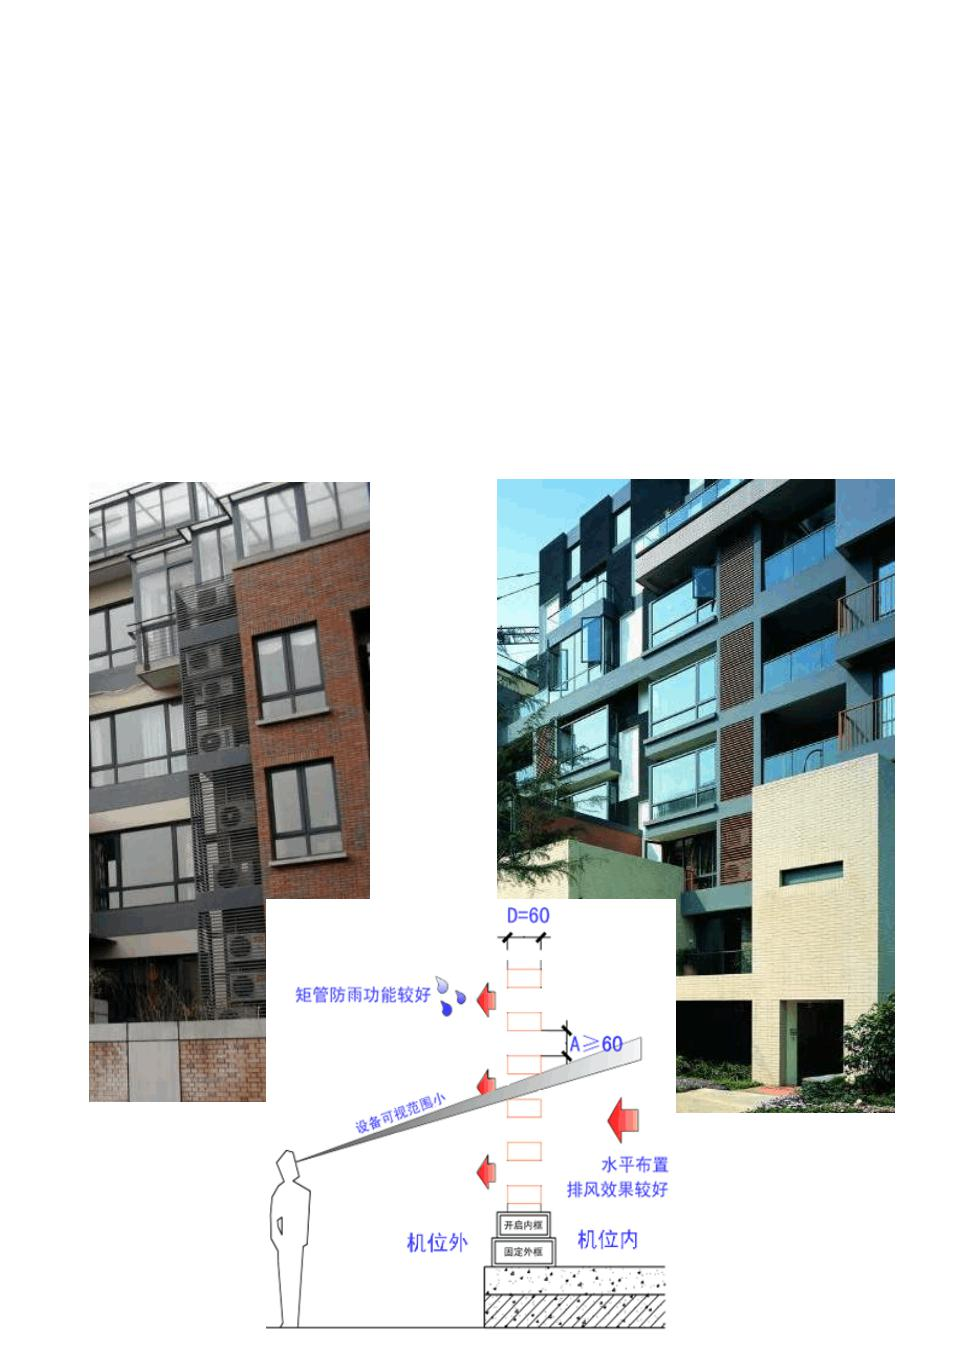 D=60
矩管防雨功能较好
A≥60
设备可视范围小
水平布置
排风效果较好
开启内框
机位外
机位内
固定外框